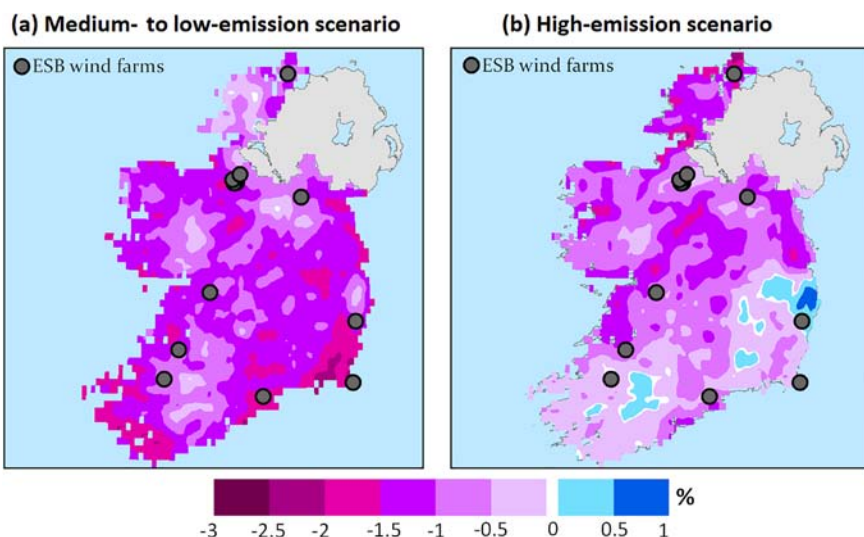 (a) Medium- to low-emission scenario
(b) High-emission scenario
ESB wind farms
ESB wind farms
%
-3 -2.5 -2 -1.5 -1 -0.5 0 0.5 1